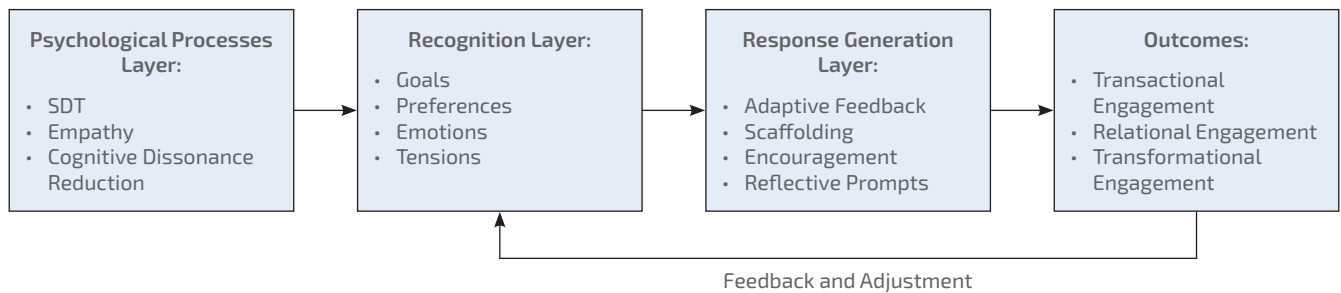 Psychological Processes
Layer:
• SDT
• Empathy
• Cognitive Dissonance
Reduction
Recognition Layer:
• Goals
• Preferences
• Emotions
• Tensions
Response Generation
Layer:
• Adaptive Feedback
• Scaffolding
• Encouragement
• Reflective Prompts
Outcomes:
• Transactional
Engagement
• Relational Engagement
• Transformational
Engagement
Feedback and Adjustment